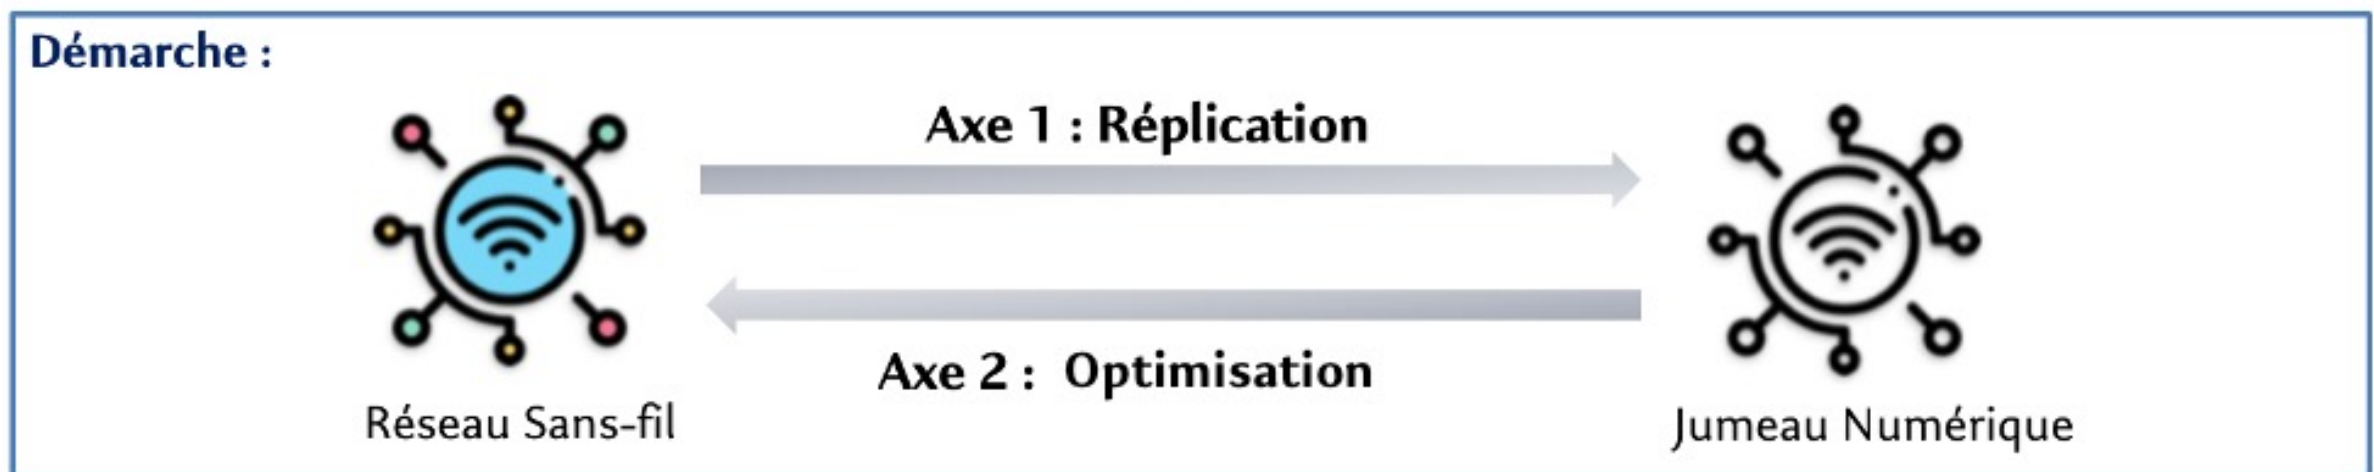 Démarche :
Axe 1 : Réplication
Axe 2 : Optimisation
Réseau Sans-fil
Jumeau Numérique